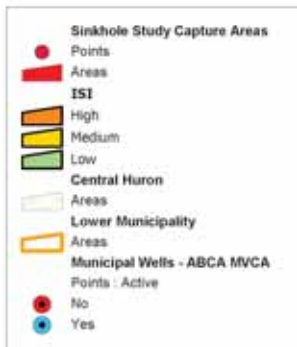 Sinkhole Study Capture Areas
Points
Areas
ISI
High
Medium
Low
Central Huron
Areas
Lower Municipality
Areas
Municipal Wells - ABCA MVCA
Points : Active
No
Yes